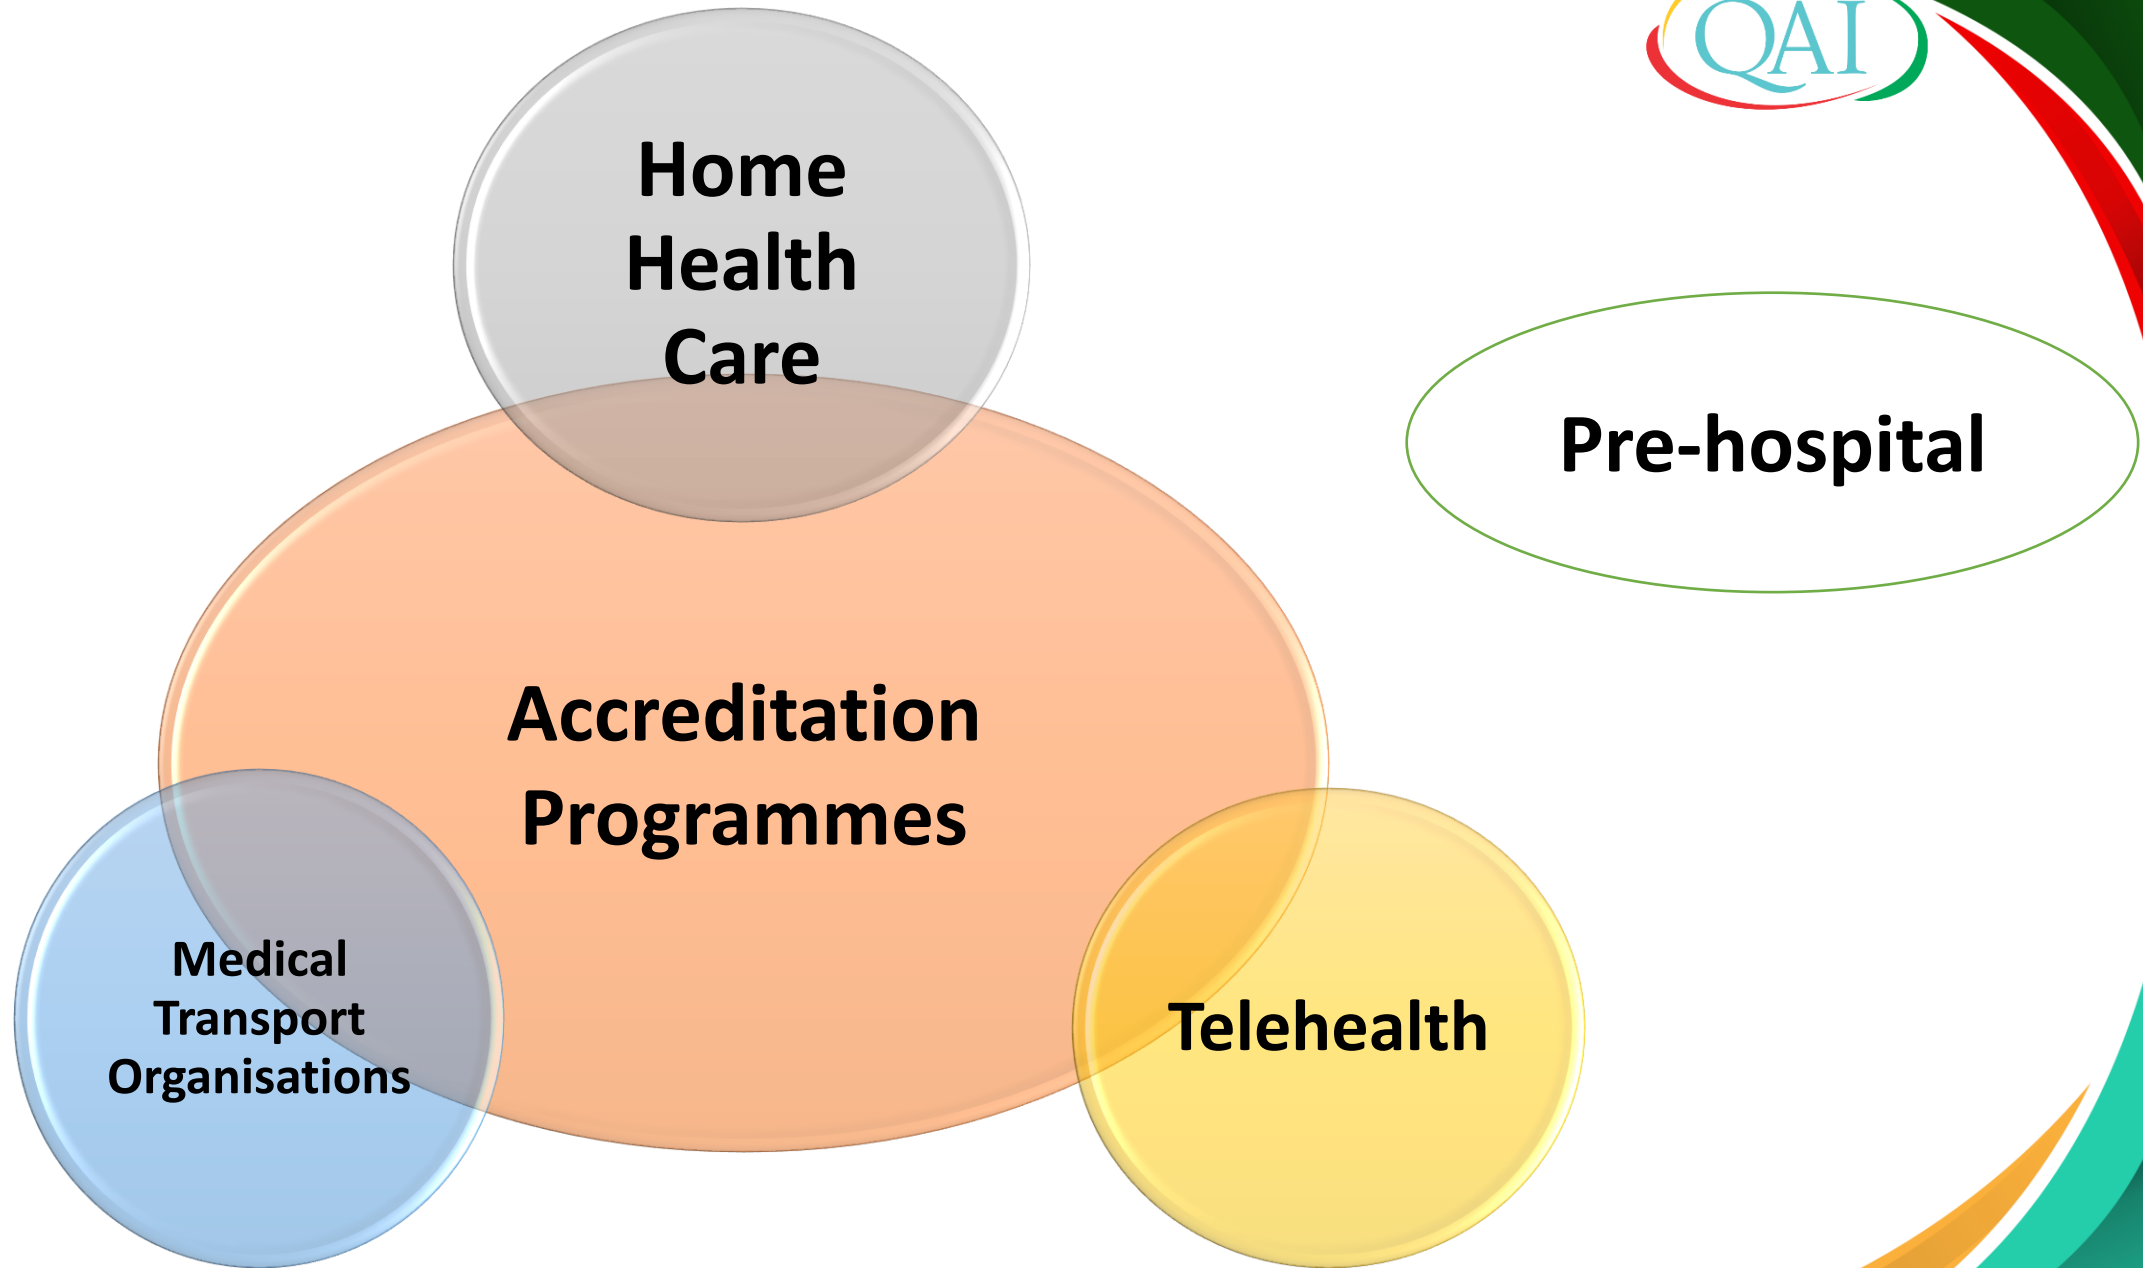 QAI
Home
Health
Care
Pre-hospital
Accreditation
Programmes
Medical
Transport
Organisations
Telehealth